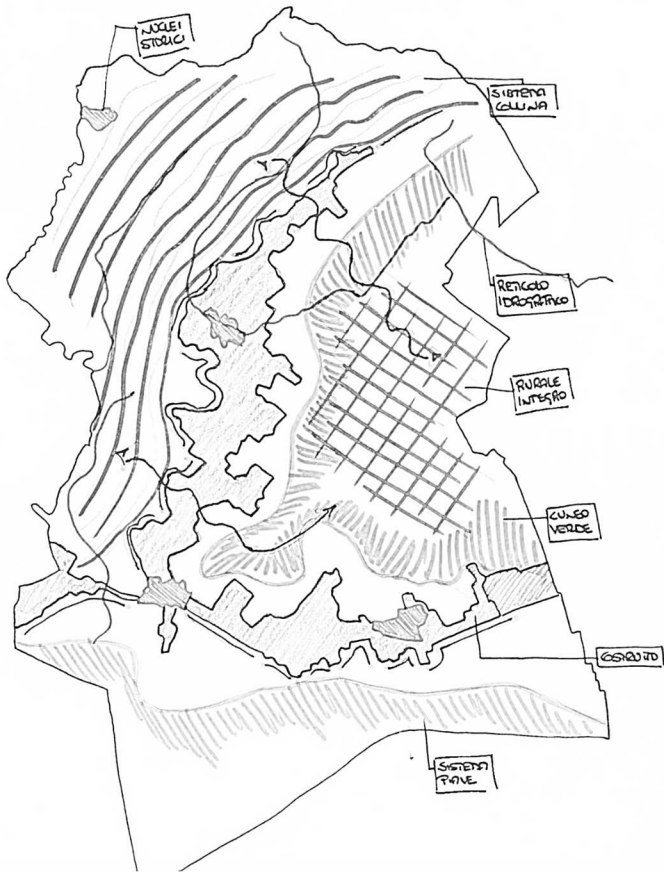 NUCLEI
STORICI
SISTEMA
COLLINA
RETICOLO
IDROGRAFICO
RURALE
INTEGRO
CUNEO
VERDE
COSTRUITO
SISTEMA
PIAVE